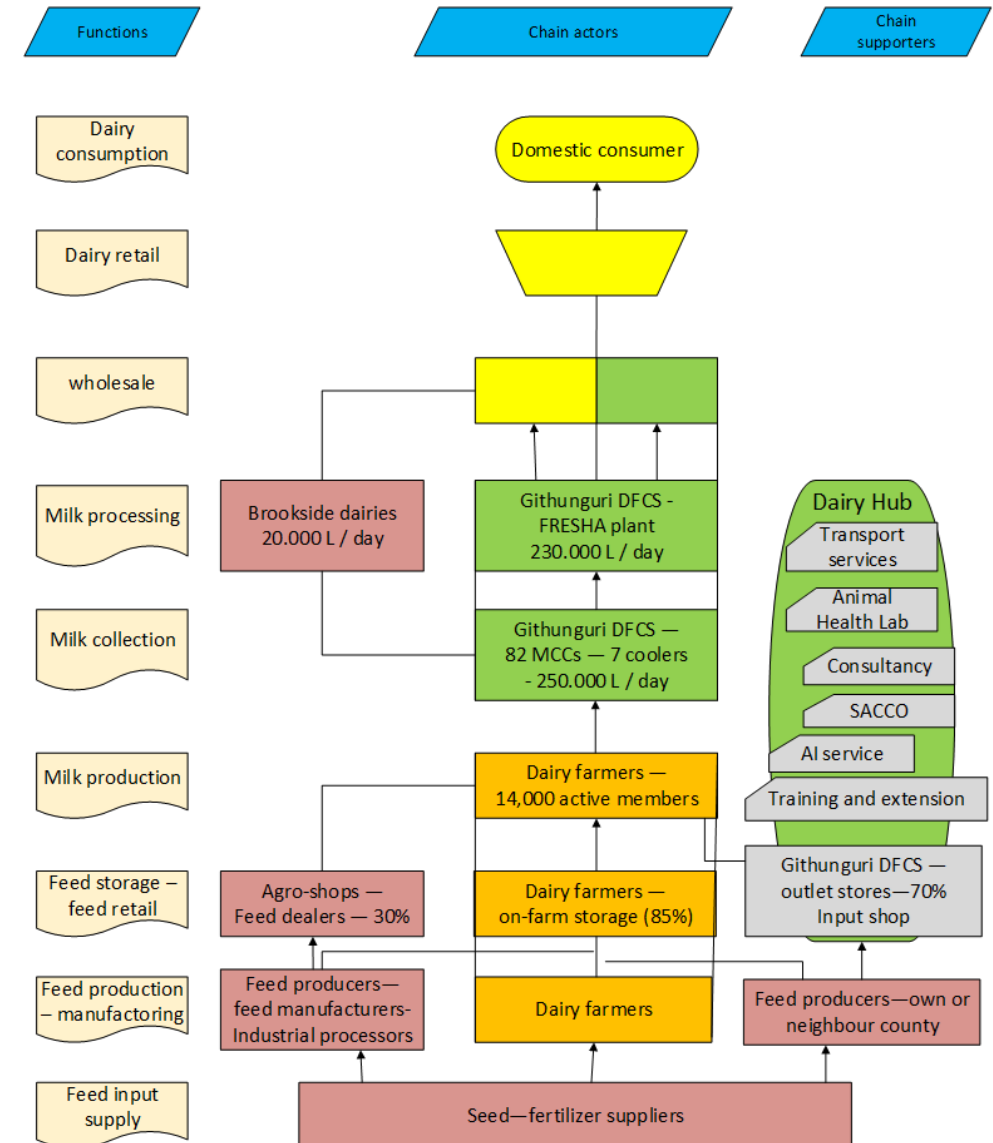 Functions
Chain actors
Chain
supporters
Dairy
consumption
Domestic consumer
Dairy retail
wholesale
Milk processing
Brookside dairies
20.000 L / day
Githunguri DFCS -
FRESHA plant
230.000 L / day
Dairy Hub
Transport
services
Animal
Health Lab
Milk collection
Githunguri DFCS —
82 MCCs — 7 coolers
- 250.000 L / day
Consultancy
SACCO
AI service
Milk production
Dairy farmers —
14,000 active members
Training and extension
Feed storage –
feed retail
Agro-shops —
Feed dealers — 30%
Dairy farmers —
on-farm storage (85%)
Githunguri DFCS —
outlet stores—70%
Input shop
Feed production
– manufactoring
Feed producers—
feed manufacturers-
Industrial processors
Dairy farmers
Feed producers—own or
neighbour county
Feed input
supply
Seed—fertilizer suppliers